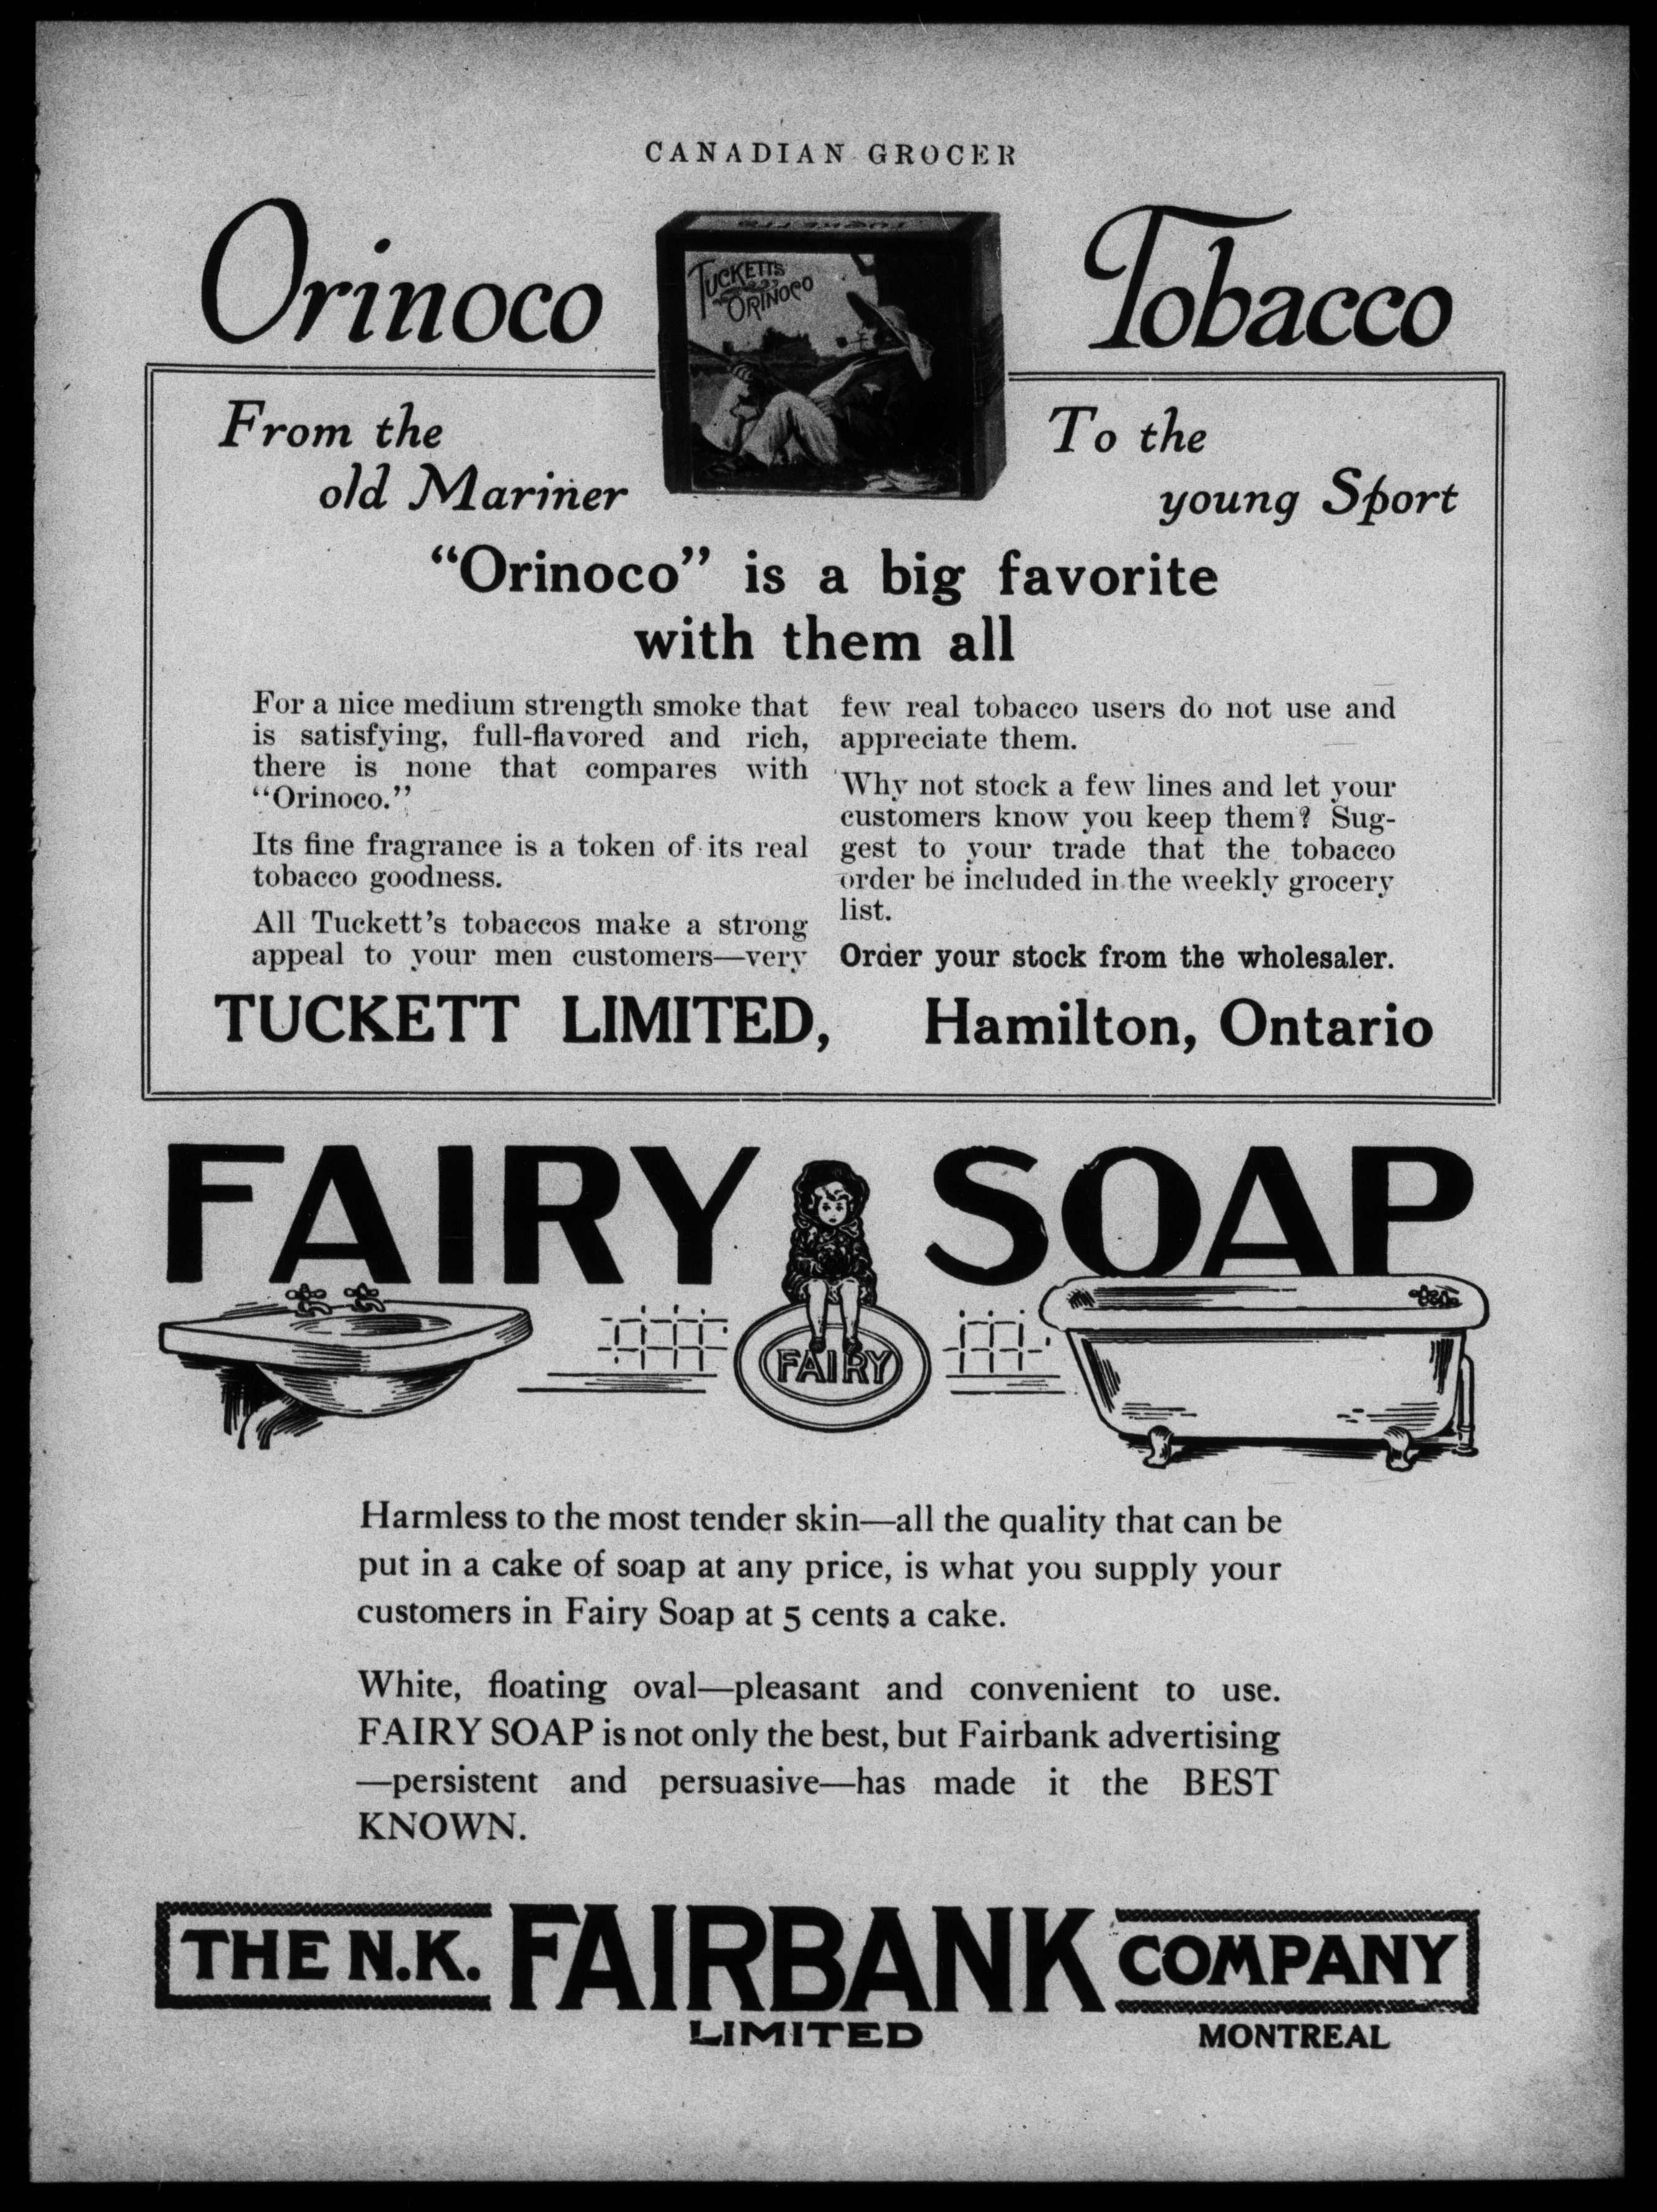 CANADIAN GROCER
Orinoco
Tobacco
TUCKETT'S
TUCKETTS
ORINOCO
From the
old Mariner
To the
young Sport
“Orinoco” is a big favorite
with them all
For a nice medium strength smoke that
is satisfying, full-flavored and rich,
there is none that compares with
“Orinoco.”
Its fine fragrance is a token of its real
tobacco goodness.
All Tuckett’s tobaccos make a strong
appeal to your men customers—very
few real tobacco users do not use and
appreciate them.
Why not stock a few lines and let your
customers know you keep them? Sug-
gest to your trade that the tobacco
order be included in the weekly grocery
list.
Order your stock from the wholesaler.
TUCKETT LIMITED, Hamilton, Ontario
FAIRY SOAP
FAIRY
Harmless to the most tender skin—all the quality that can be
put in a cake of soap at any price, is what you supply your
customers in Fairy Soap at 5 cents a cake.
White, floating oval—pleasant and convenient to use.
FAIRY SOAP is not only the best, but Fairbank advertising
—persistent and persuasive—has made it the BEST
KNOWN.
THE N.K. FAIRBANK COMPANY
LIMITED
MONTREAL